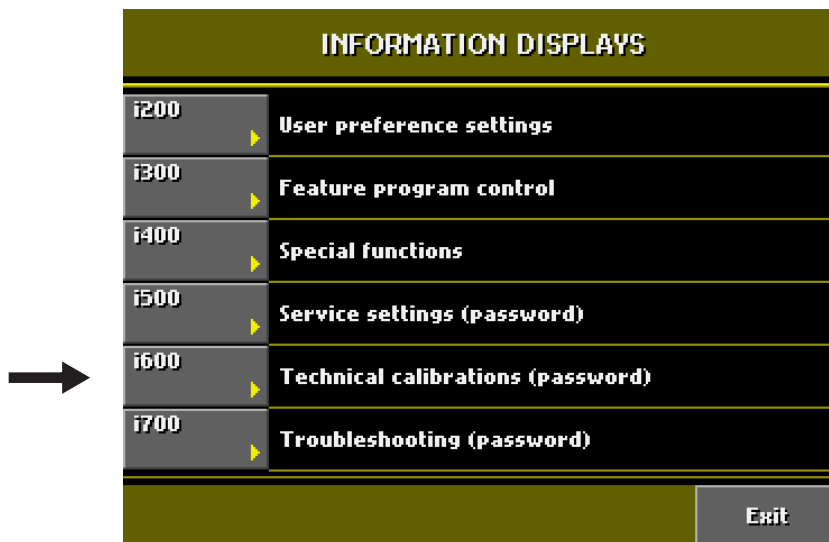 INFORMATION DISPLAYS
i200
User preference settings
i300
Feature program control
i400
Special functions
i500
Service settings (password)
i600
Technical calibrations (password)
i700
Troubleshooting (password)
Exit